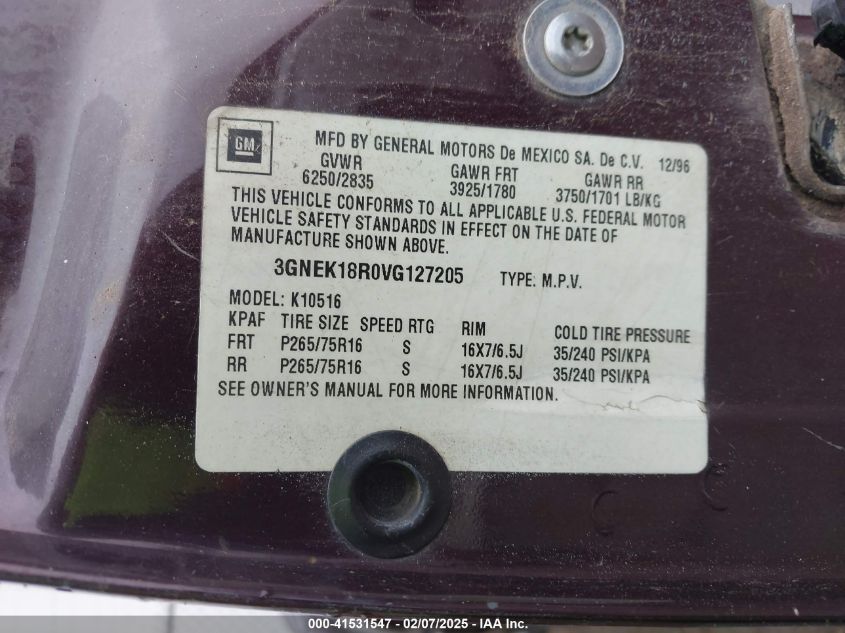 GM
MFD BY GENERAL MOTORS De MEXICO SA. De C.V. 12/96
GVWR GAWR FRT GAWR RR
6250/2835 3925/1780 3750/1701 LB/KG
THIS VEHICLE CONFORMS TO ALL APPLICABLE U.S. FEDERAL MOTOR
VEHICLE SAFETY STANDARDS IN EFFECT ON THE DATE OF
MANUFACTURE SHOWN ABOVE.
3GNEK18R0VG127205 TYPE: M.P.V.
MODEL: K10516
KPAF TIRE SIZE SPEED RTG RIM COLD TIRE PRESSURE
FRT P265/75R16 S 16X7/6.5J 35/240 PSI/KPA
RR P265/75R16 S 16X7/6.5J 35/240 PSI/KPA
SEE OWNER'S MANUAL FOR MORE INFORMATION.
000-41531547 - 02/07/2025 - IAA Inc.